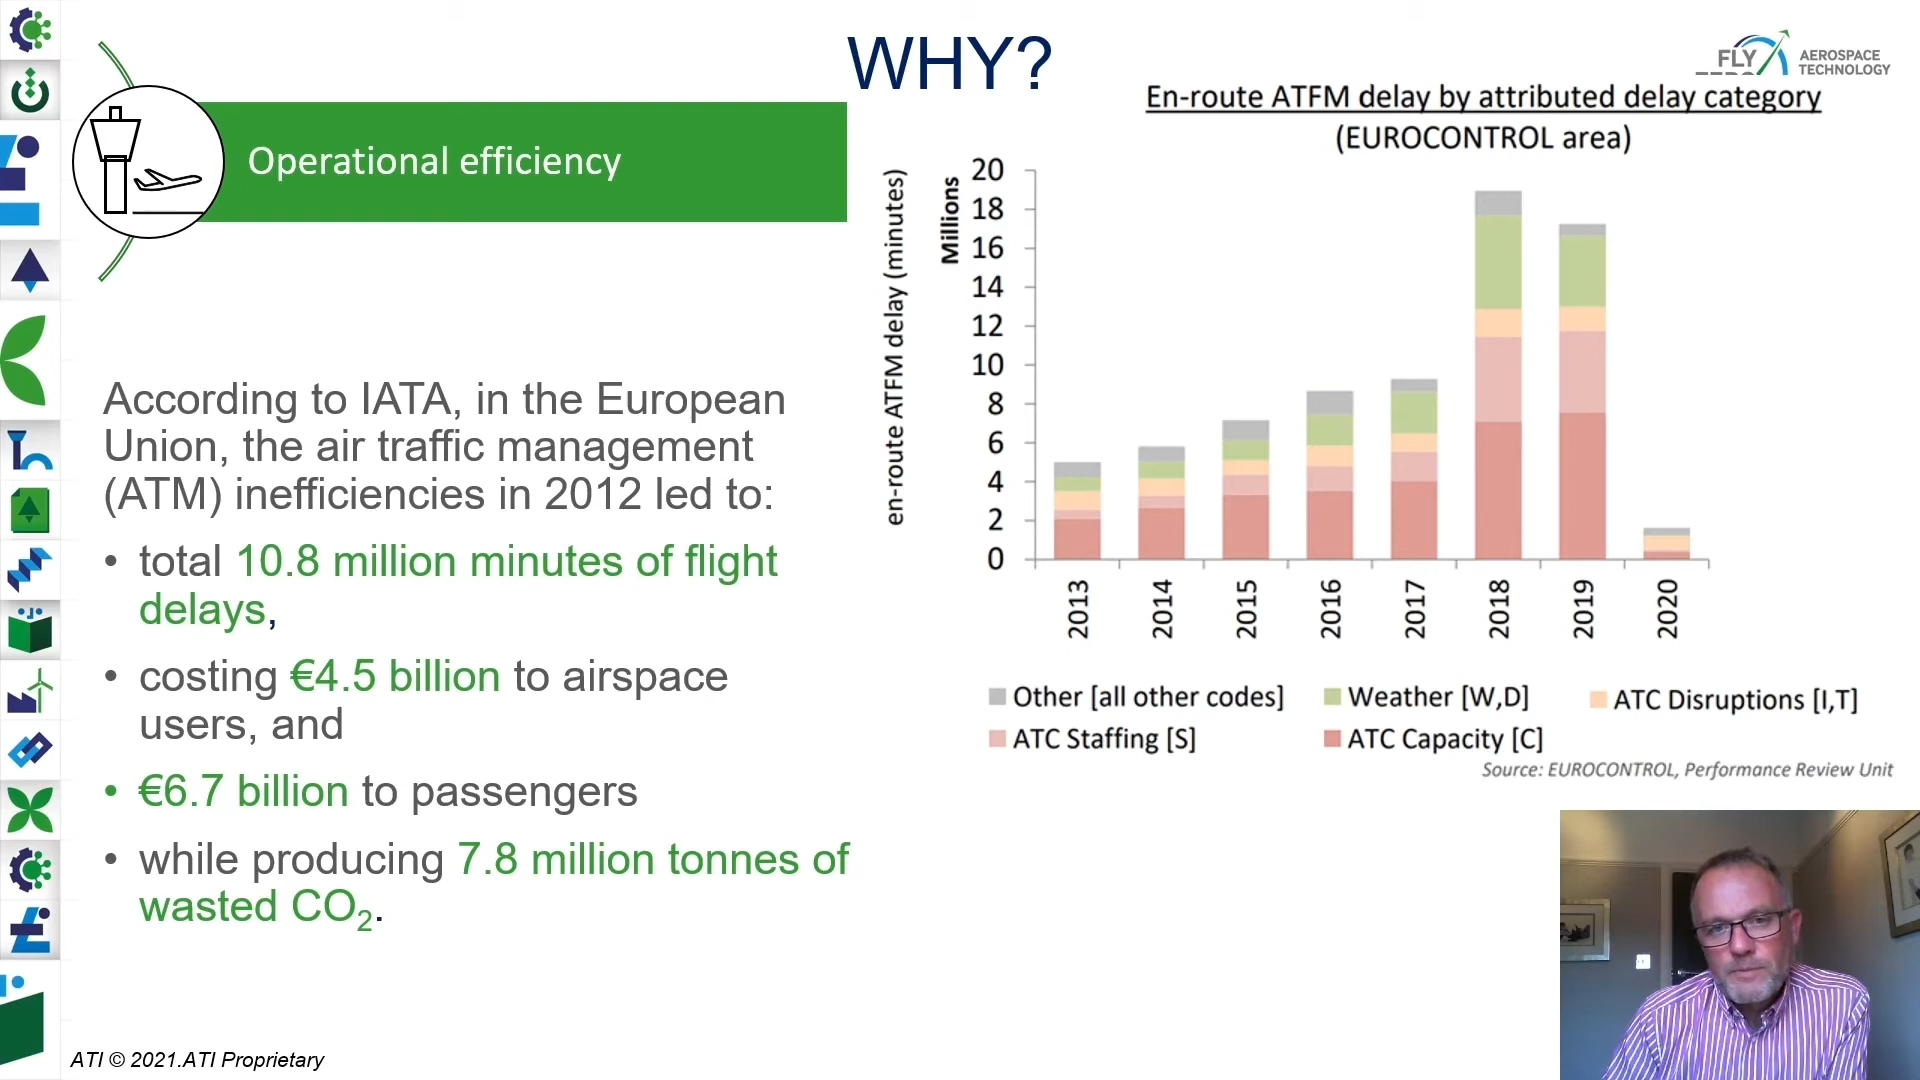 WHY?
FLY
AEROSPACE
TECHNOLOGY
Operational efficiency
According to IATA, in the European
Union, the air traffic management
(ATM) inefficiencies in 2012 led to:
• total 10.8 million minutes of flight
delays,
• costing €4.5 billion to airspace
users, and
• €6.7 billion to passengers
• while producing 7.8 million tonnes of
wasted CO₂.
En-route ATFM delay by attributed delay category
(EUROCONTROL area)
en-route ATFM delay (minutes)
Millions
20
18
16
14
12
10
8
6
4
2
0
2013 2014 2015 2016 2017 2018 2019 2020
Other [all other codes] Weather [W,D] ATC Disruptions [I,T]
ATC Staffing [S] ATC Capacity [C]
Source: EUROCONTROL, Performance Review Unit
ATI © 2021.ATI Proprietary